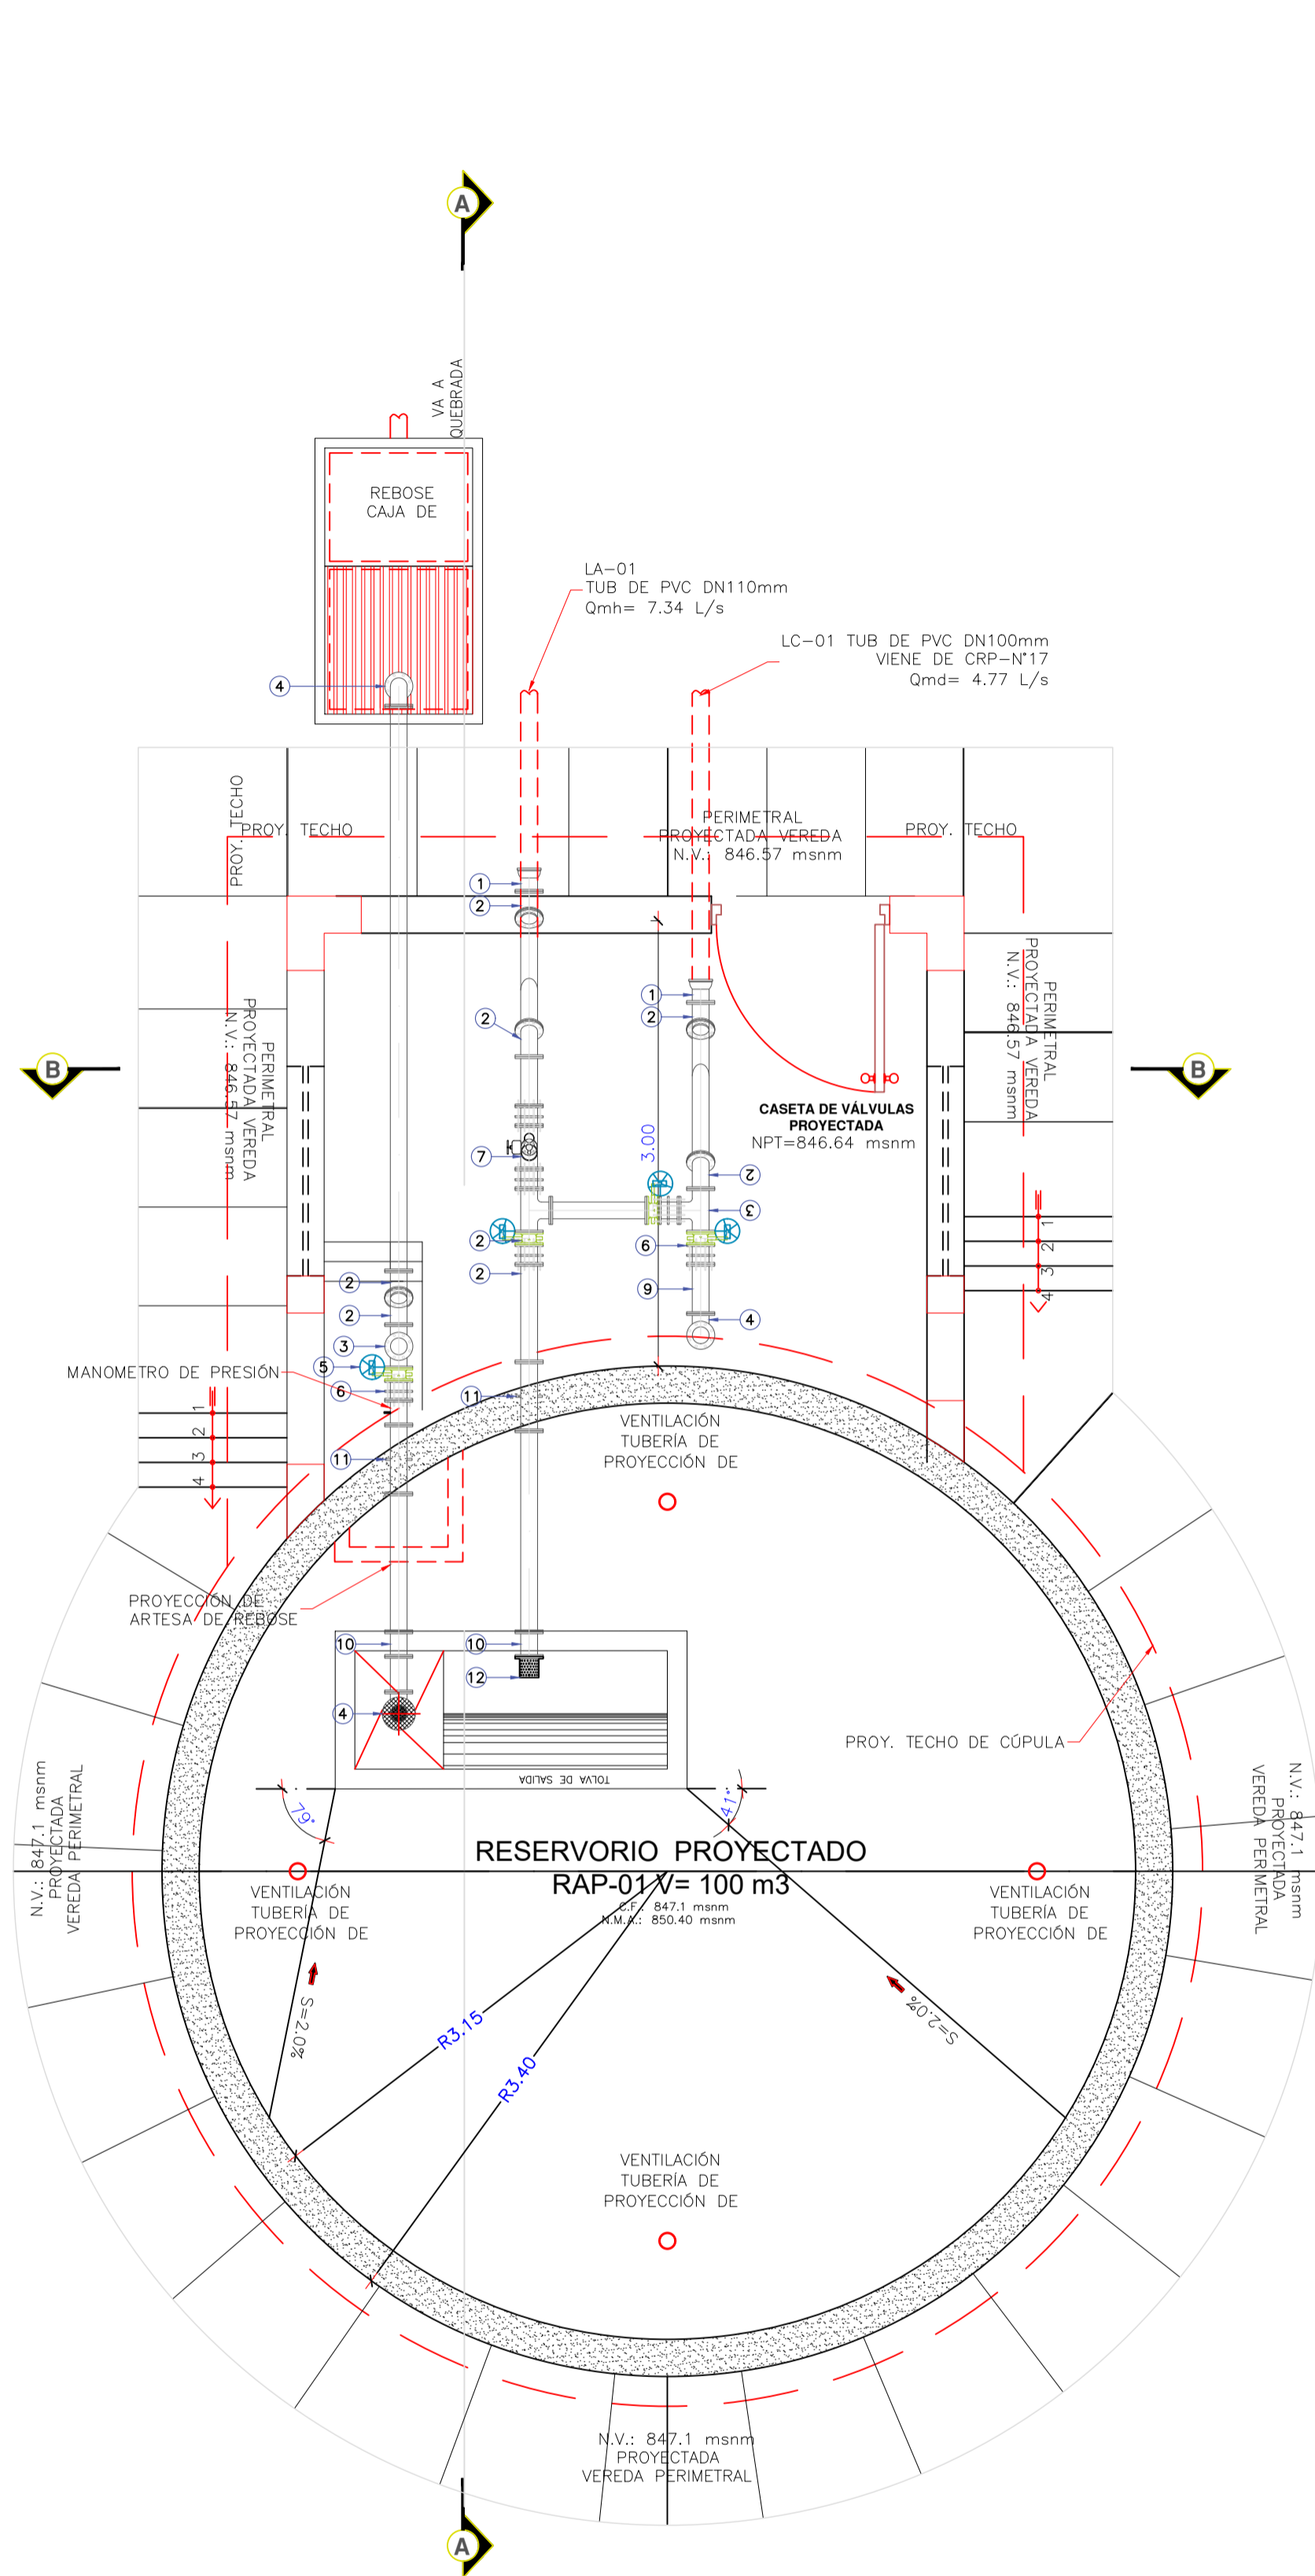 A
VA A
QUEBRADA
REBOSE
CAJA DE
LA-01
TUB DE PVC DN110mm
Qmh= 7.34 L/s
LC-01 TUB DE PVC DN100mm
VIENE DE CRP-N°17
Qmd= 4.77 L/s
4
PROY. TECHO
PROY. TECHO
PERIMETRAL
PROYECTADA VEREDA
N.V.: 846.57 msnm
PROY. TECHO
1
2
PERIMETRAL
PROYECTADA VEREDA
N.V.: 846.57 msnm
PERIMETRAL
PROYECTADA VEREDA
N.V.: 846.57 msnm
1
2
2
B
B
CASETA DE VÁLVULAS
PROYECTADA
NPT=846.64 msnm
3.00
7
2
3
2
6
2
9
4
1
2
3
4
2
2
3
5
6
MANOMETRO DE PRESIÓN
11
11
1
2
3
4
VENTILACIÓN
TUBERÍA DE
PROYECCIÓN DE
PROYECCIÓN DE
ARTESA DE REBOSE
10
10
12
4
TOLVA DE SALIDA
PROY. TECHO DE CÚPULA
79°
41°
RESERVORIO PROYECTADO
RAP-01 V= 100 m3
C.F.: 847.1 msnm
N.M.A.: 850.40 msnm
N.V.: 847.1 msnm
PROYECTADA
VEREDA PERIMETRAL
N.V.: 847.1 msnm
PROYECTADA
VEREDA PERIMETRAL
VENTILACIÓN
TUBERÍA DE
PROYECCIÓN DE
VENTILACIÓN
TUBERÍA DE
PROYECCIÓN DE
S=2.0%
S=2.0%
R3.15
R3.40
VENTILACIÓN
TUBERÍA DE
PROYECCIÓN DE
N.V.: 847.1 msnm
PROYECTADA
VEREDA PERIMETRAL
A